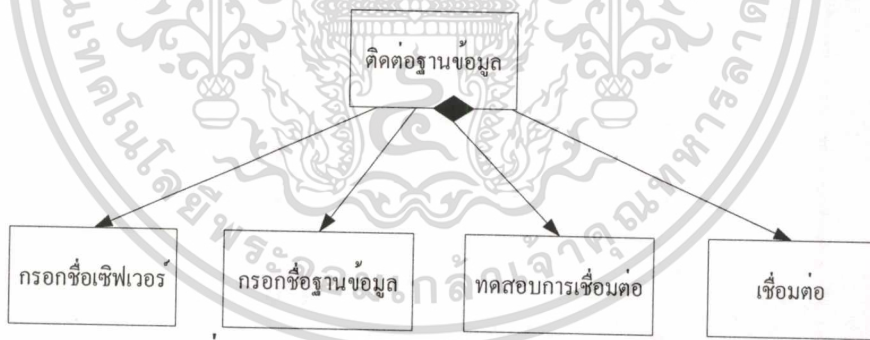 ติดต่อฐานข้อมูล
กรอกชื่อเซิฟเวอร์
กรอกชื่อฐานข้อมูล
ทดสอบการเชื่อมต่อ
เชื่อมต่อ